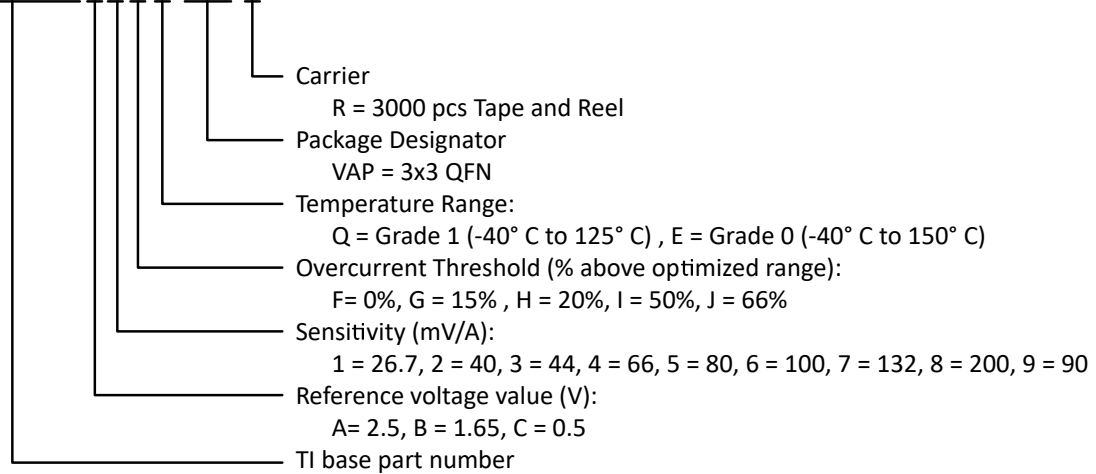 Carrier
R = 3000 pcs Tape and Reel
Package Designator
VAP = 3x3 QFN
Temperature Range:
Q = Grade 1 (-40° C to 125° C) , E = Grade 0 (-40° C to 150° C)
Overcurrent Threshold (% above optimized range):
F= 0%, G = 15% , H = 20%, I = 50%, J = 66%
Sensitivity (mV/A):
1 = 26.7, 2 = 40, 3 = 44, 4 = 66, 5 = 80, 6 = 100, 7 = 132, 8 = 200, 9 = 90
Reference voltage value (V):
A= 2.5, B = 1.65, C = 0.5
TI base part number